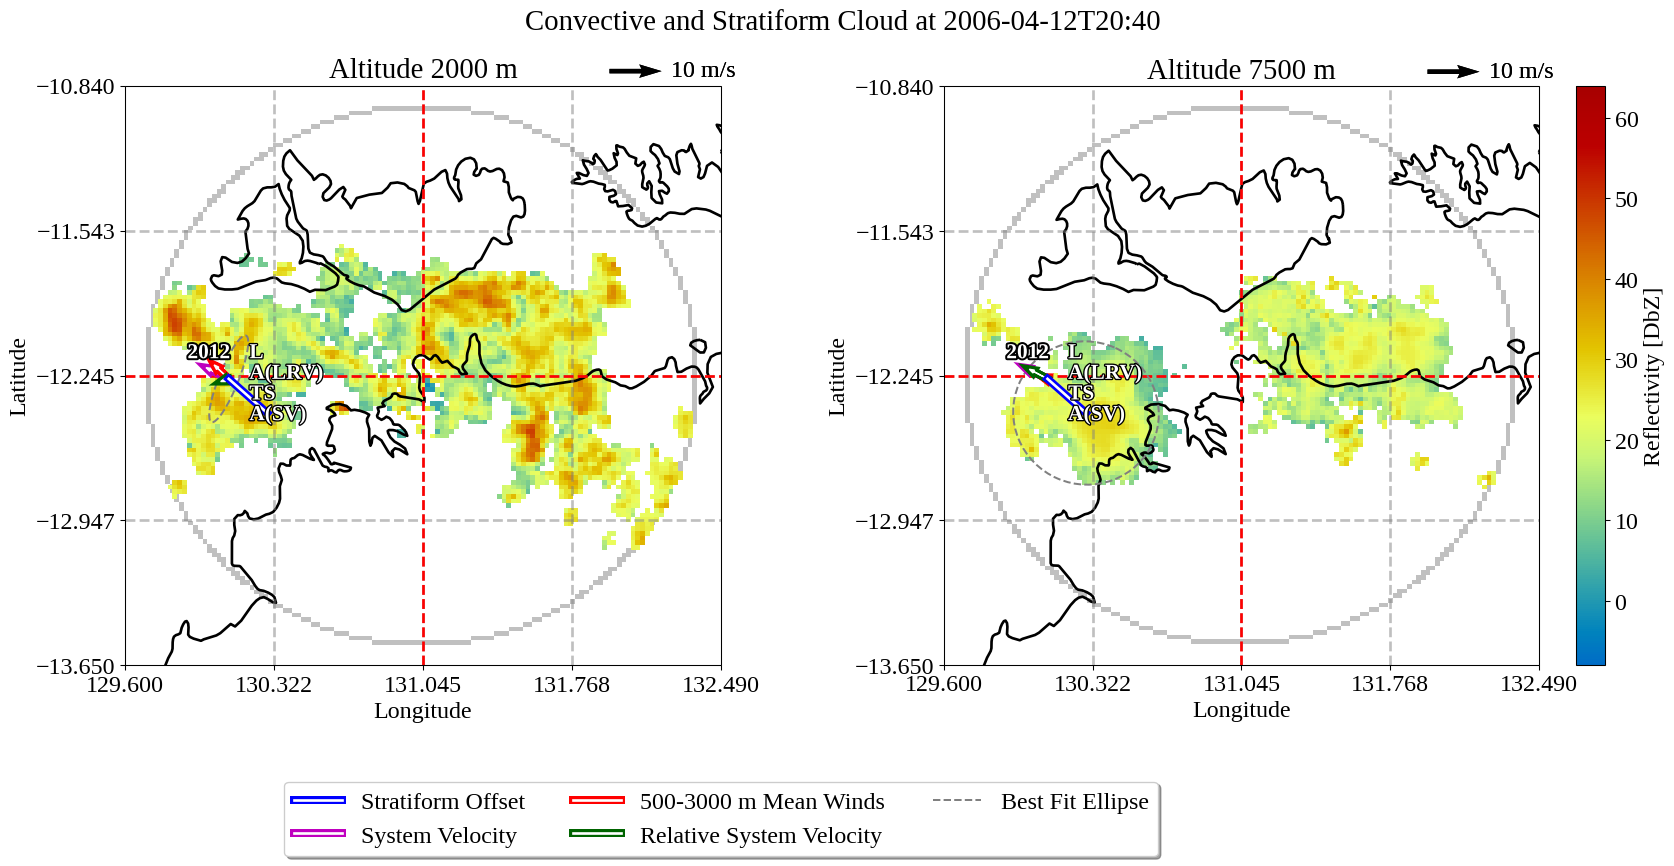 Convective and Stratiform Cloud at 2006-04-12T20:40
Altitude 2000 m
10 m/s
Altitude 7500 m
10 m/s
−10.840
−11.543
−12.245
−12.947
−13.650
Latitude
129.600
130.322
131.045
131.768
132.490
Longitude
2012
L
A(LRV)
TS
A(SV)
−10.840
−11.543
−12.245
−12.947
−13.650
Latitude
129.600
130.322
131.045
131.768
132.490
Longitude
2012
L
A(LRV)
TS
A(SV)
60
50
40
30
20
10
0
Reflectivity [DbZ]
Stratiform Offset
System Velocity
500-3000 m Mean Winds
Relative System Velocity
Best Fit Ellipse